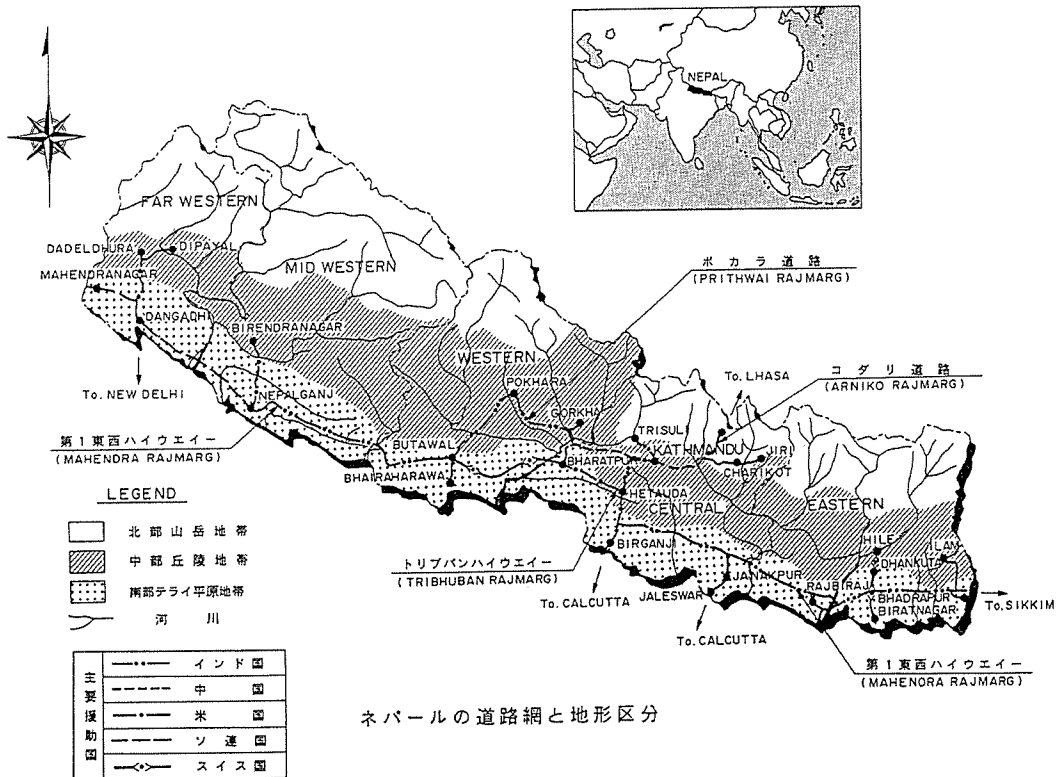 NEPAL
FAR WESTERN
DADELDHURA
DIPAYAL
MID WESTERN
MAHENDRANAGAR
DANGADHI
BIRENDRANAGAR
ポカラ道路
(PRITHWAI RAJMARG)
WESTERN
To. LHASA
コダリ道路
(ARNIKO RAJMARG)
To. NEW DELHI
NEPALGANJ
POKHARA
GORKHA
TRISULI
第1東西ハイウエイー
(MAHENDRA RAJMARG)
BUTAWAL
BHARATPUR
KATHMANDU
JIRI
CHARIKOT
BHAIRAHARAWA
HETAUDA
CENTRAL
EASTERN
LEGEND
北部山岳地帯
中部丘陵地帯
南部テライ平原地帯
河川
トリブバンハイウエイー
(TRIBHUBAN RAJMARG)
BIRGANJ
HILE
ILAM
DHANKUTA
JANAKPUR
RAJBIRAJ
BHADRAPUR
To. CALCUTTA
JALESWAR
BIRATNAGAR
To. SIKKIM
To. CALCUTTA
第1東西ハイウエイー
(MAHENORA RAJMARG)
主要援助国
インド国
中国
米国
ソ連国
スイス国
ネパールの道路網と地形区分